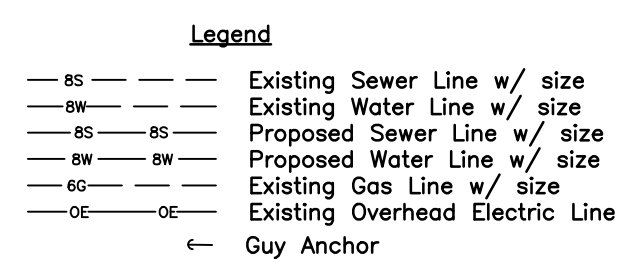 Legend
8S Existing Sewer Line w/ size
8W Existing Water Line w/ size
8S 8S Proposed Sewer Line w/ size
8W 8W Proposed Water Line w/ size
6G Existing Gas Line w/ size
OE OE Existing Overhead Electric Line
Guy Anchor